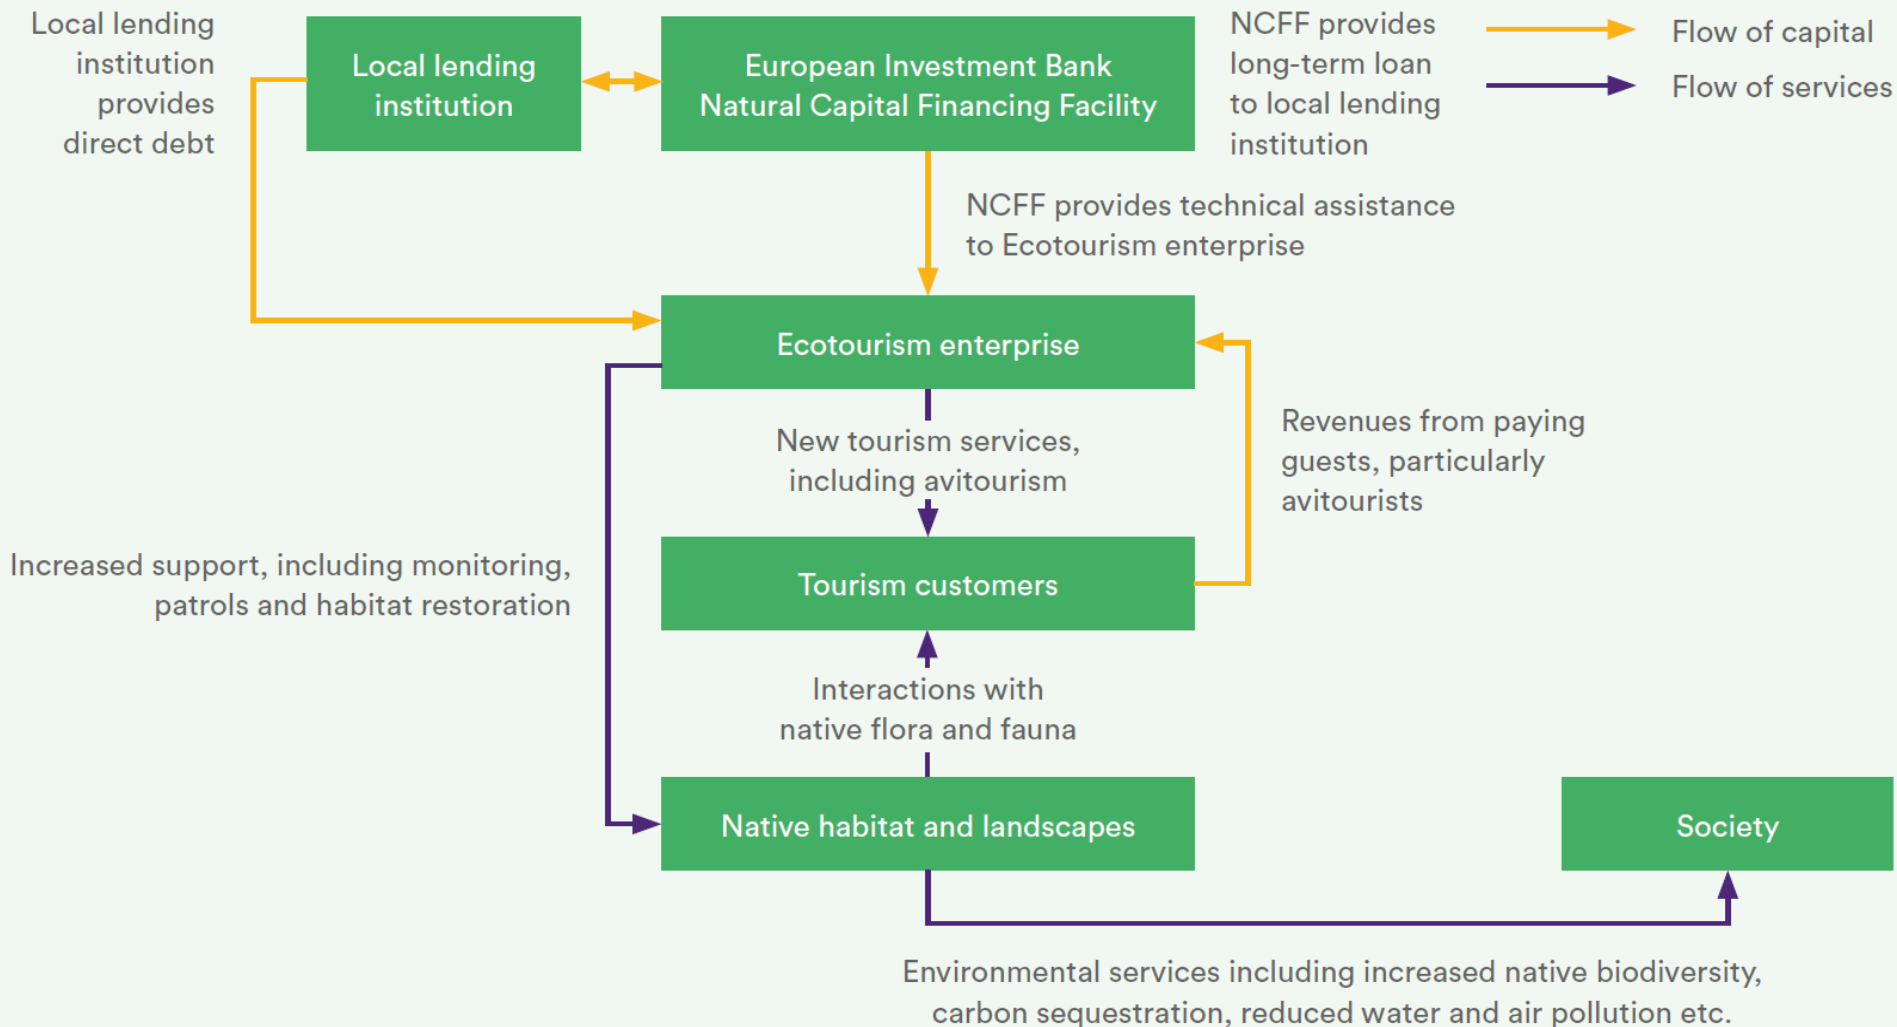 Local lending
institution
provides
direct debt
Local lending
institution
European Investment Bank
Natural Capital Financing Facility
NCFF provides
long-term loan
to local lending
institution
Flow of capital
Flow of services
NCFF provides technical assistance
to Ecotourism enterprise
Ecotourism enterprise
New tourism services,
including avitourism
Revenues from paying
guests, particularly
avitourists
Increased support, including monitoring,
patrols and habitat restoration
Tourism customers
Interactions with
native flora and fauna
Native habitat and landscapes
Society
Environmental services including increased native biodiversity,
carbon sequestration, reduced water and air pollution etc.